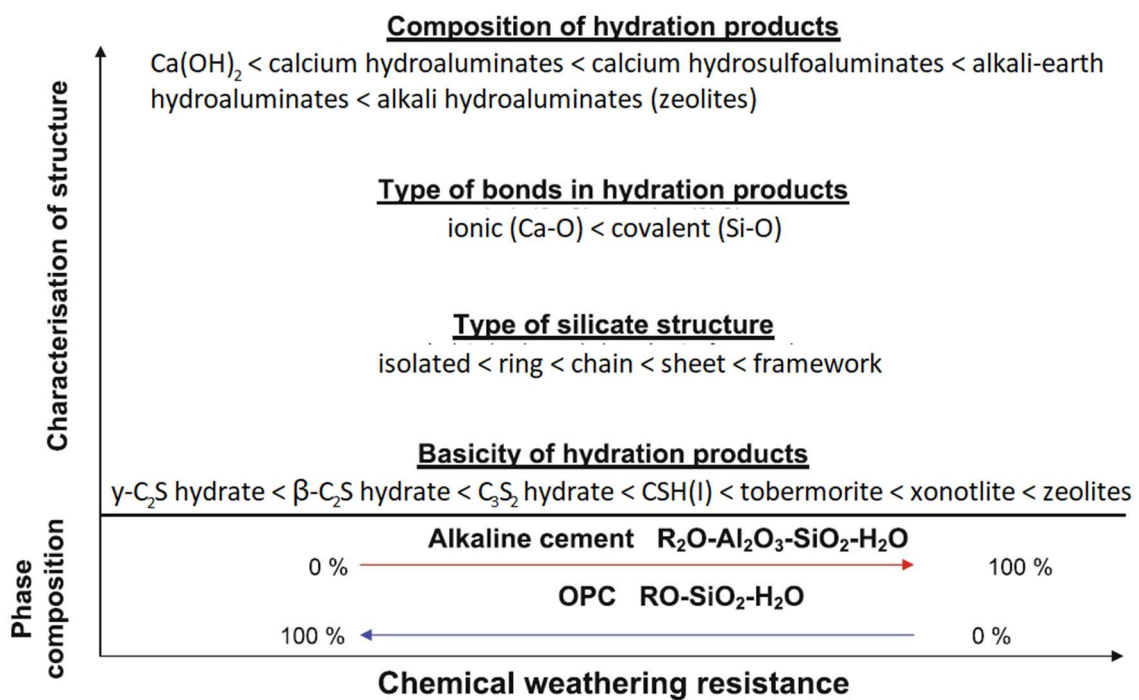 Composition of hydration products
Ca(OH)₂ < calcium hydroaluminates < calcium hydrosulfoaluminates < alkali-earth
hydroaluminates < alkali hydroaluminates (zeolites)
Characterisation of structure
Type of bonds in hydration products
ionic (Ca-O) < covalent (Si-O)
Type of silicate structure
isolated < ring < chain < sheet < framework
Basicity of hydration products
y-C₂S hydrate < β-C₂S hydrate < C₃S₂ hydrate < CSH(I) < tobermorite < xonotlite < zeolites
Phase
composition
Alkaline cement R₂O-Al₂O₃-SiO₂-H₂O
0 % 100 %
OPC RO-SiO₂-H₂O
100 % 0 %
Chemical weathering resistance